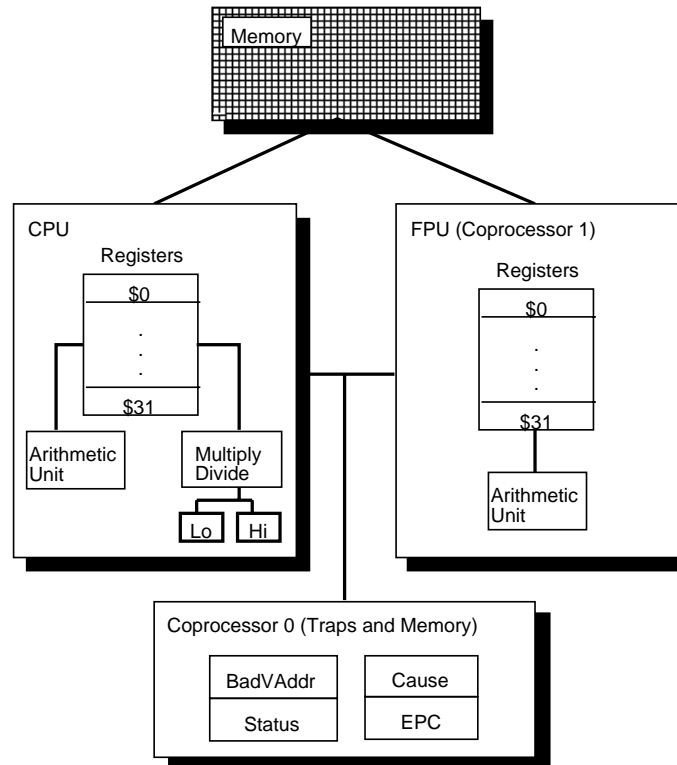 Memory
CPU
Registers
$0
.
.
.
$31
Arithmetic
Unit
Multiply
Divide
Lo
Hi
FPU (Coprocessor 1)
Registers
$0
.
.
.
$31
Arithmetic
Unit
Coprocessor 0 (Traps and Memory)
BadVAddr
Cause
Status
EPC